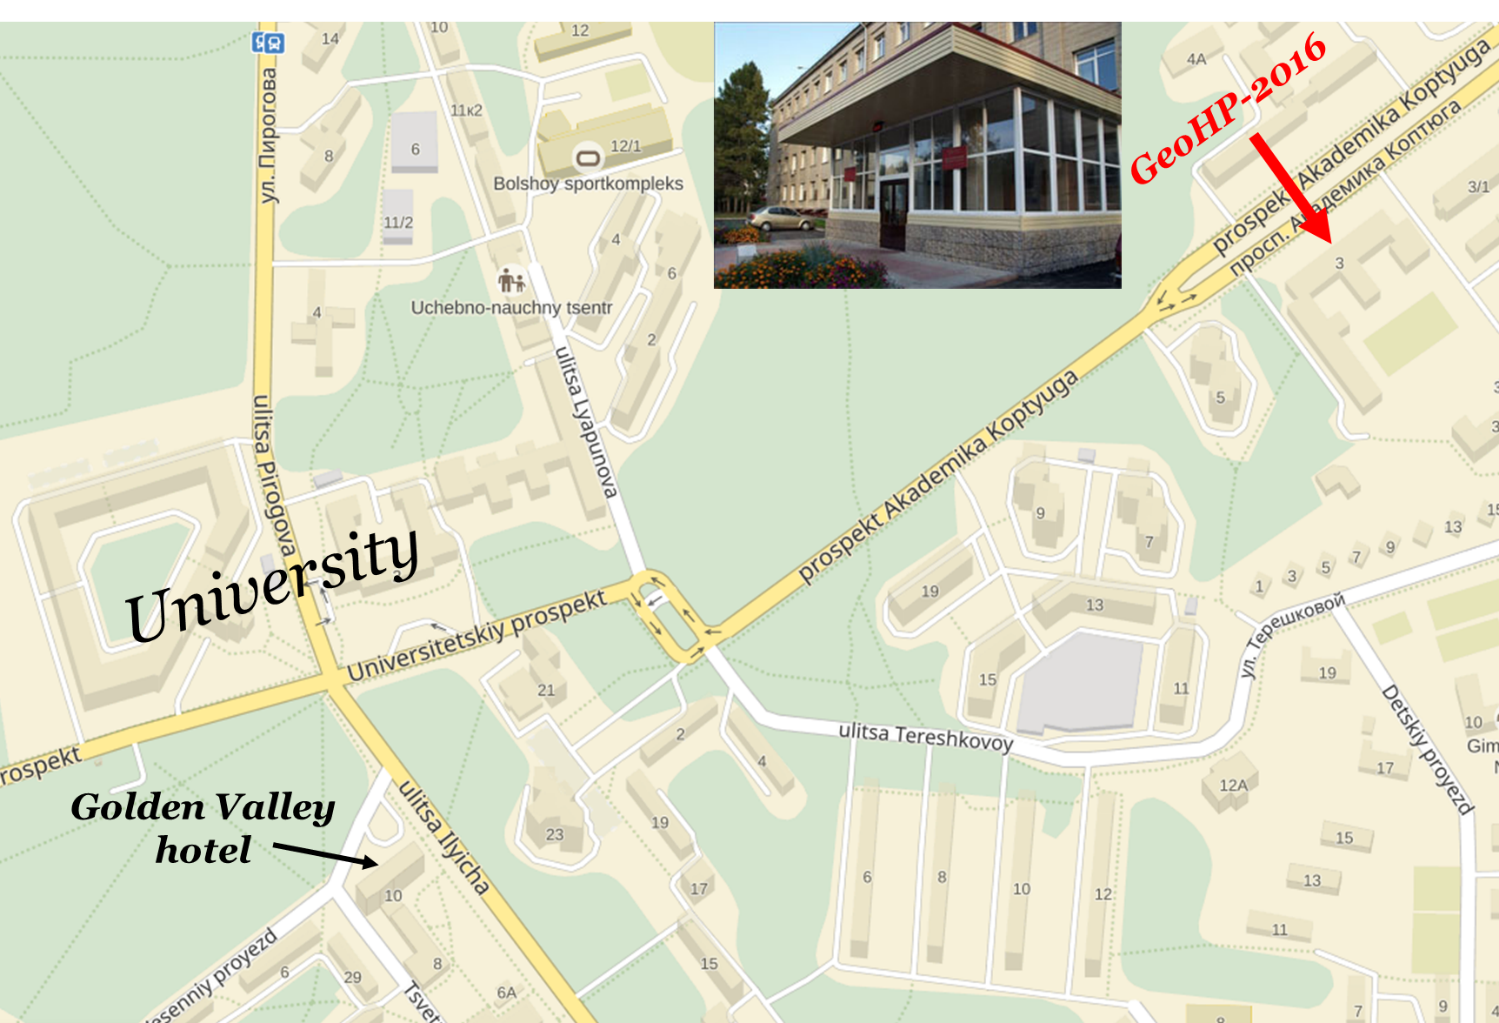 14
10
12
4A
GeoHP-2016
ул. Пирогова
11к2
6
8
12/1
Bolshoy sportkompleks
11/2
4
6
prospekt Akademika Koptyuga
просп. Академика Коптюга
3/1
3
Uchebno-nauchny tsentr
4
2
ulitsa Lyapunova
5
ulitsa Pirogova
prospekt Akademika Koptyuga
University
9
7
13
15
9
7
5
3
1
19
13
ул. Терешковой
Universitetskiy prospekt
21
15
11
19
Detskiy proyezd
2
4
ulitsa Tereshkovoy
10
Gim
17
12A
rospekt
Golden Valley
hotel
ulitsa Ilyicha
23
19
15
10
17
6
8
10
12
13
11
8
6
29
15
6A
esenniy proyezd
Tsvet
7
9
4
8